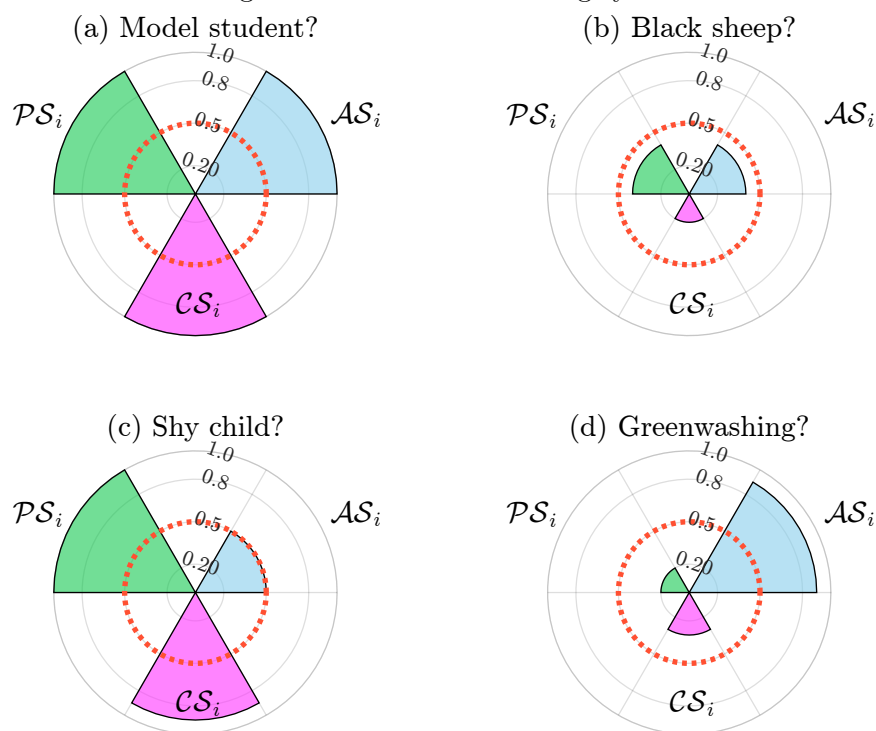 (a) Model student?
(b) Black sheep?
1.0
0.8
0.5
0.20
𝒫𝒮ᵢ
𝒜𝒮ᵢ
𝒞𝒮ᵢ
1.0
0.8
0.5
0.20
𝒫𝒮ᵢ
𝒜𝒮ᵢ
𝒞𝒮ᵢ
(c) Shy child?
(d) Greenwashing?
1.0
0.8
0.5
0.20
𝒫𝒮ᵢ
𝒜𝒮ᵢ
𝒞𝒮ᵢ
1.0
0.8
0.5
0.20
𝒫𝒮ᵢ
𝒜𝒮ᵢ
𝒞𝒮ᵢ